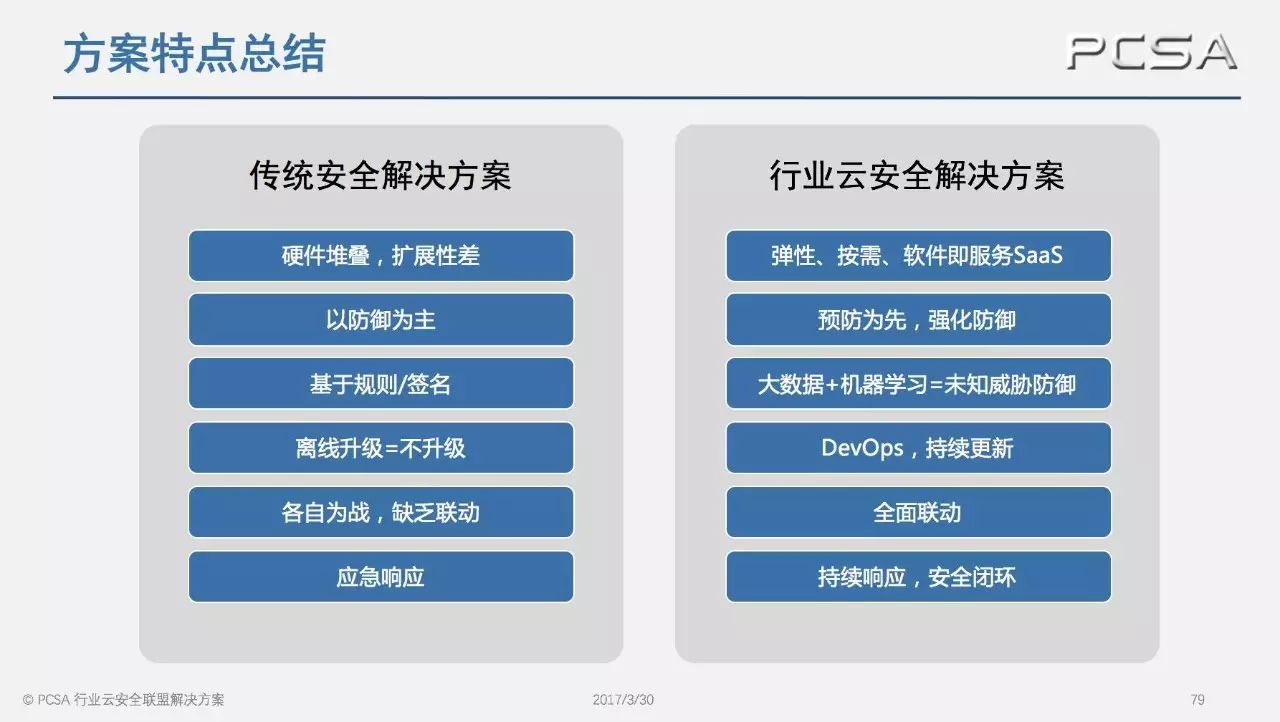 方案特点总结
PCSA
传统安全解决方案
硬件堆叠，扩展性差
以防御为主
基于规则/签名
离线升级=不升级
各自为战，缺乏联动
应急响应
行业云安全解决方案
弹性、按需、软件即服务SaaS
预防为先，强化防御
大数据+机器学习=未知威胁防御
DevOps，持续更新
全面联动
持续响应，安全闭环
© PCSA 行业云安全联盟解决方案
2017/3/30
79